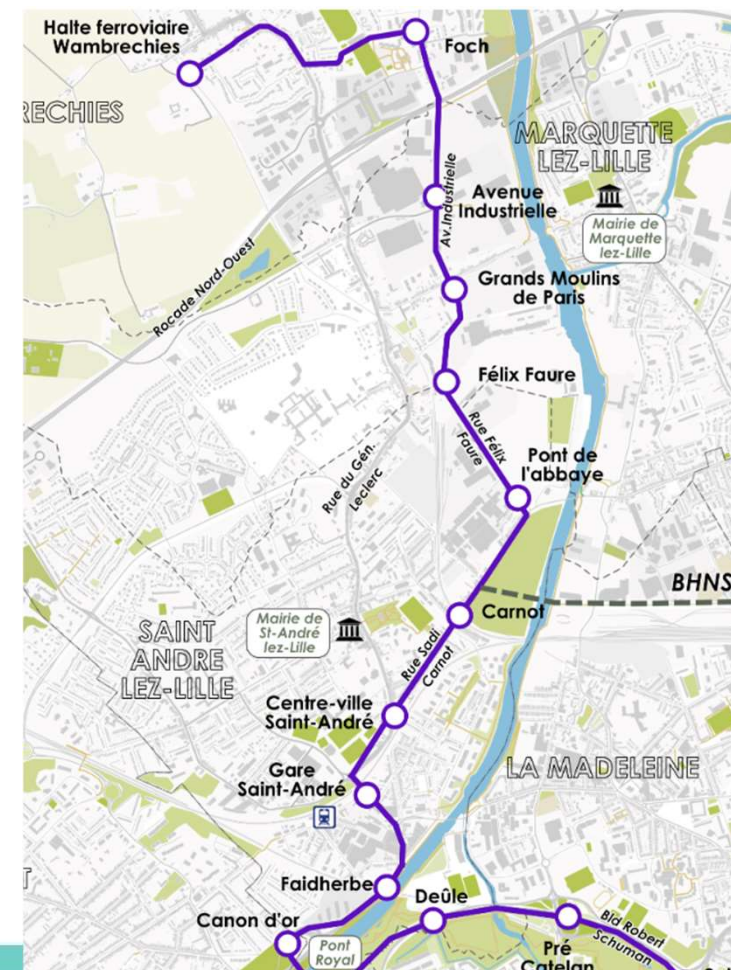 Halte ferroviaire
Wambrechies
Foch
RECHIES
MARQUETTE
LEZ-LILLE
Av.Industrielle
Avenue
Industrielle
Mairie de
Marquette
lez-Lille
Rocade Nord-Ouest
Grands Moulins
de Paris
Félix Faure
Rue Félix
Faure
Rue du Gén.
Leclerc
Pont de
l'abbaye
BHNS
Carnot
Mairie de
St-André
lez-Lille
SAINT
ANDRE
LEZ-LILLE
Rue Sadi
Carnot
Centre-ville
Saint-André
Gare
Saint-André
LA MADELEINE
Faidherbe
Deûle
Canon d'or
Pont
Royal
Bld Robert
Schuman
Pré
Catelan